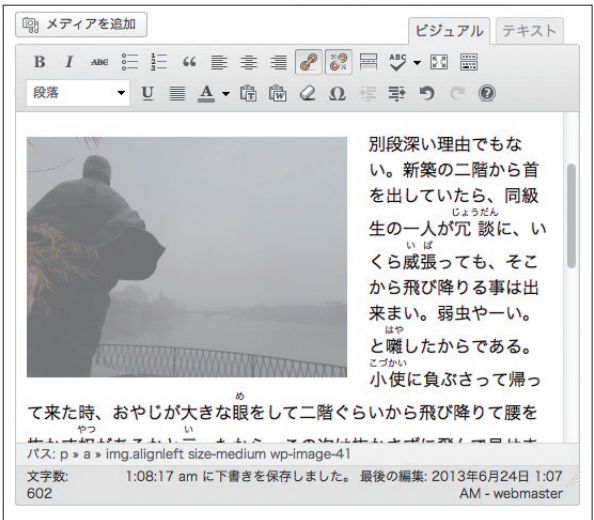 メディアを追加
ビジュアル テキスト
B I ABC “ ABC
段落 U A T W Ω ?
別段深い理由でもな
い。新築の二階から首
を出していたら、同級
じょうだん
生の一人が冗談に、い
いば
くら威張っても、そこ
から飛び降りる事は出
来まい。弱虫やーい。
はや
と囃したからである。
こづかい
小使に負ぶさって帰っ
め
て来た時、おやじが大きな眼をして二階ぐらいから飛び降りて腰を
やつ い
パス: p » a » img.alignleft size-medium wp-image-41
文字数: 1:08:17 am に下書きを保存しました。 最後の編集: 2013年6月24日 1:07
602 AM - webmaster